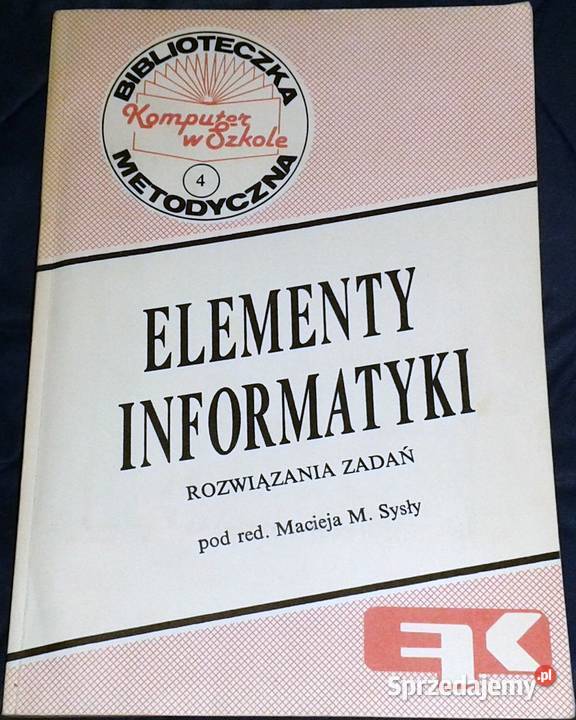 BIBLIOTECZKA
Komputer
w Szkole
4
METODYCZNA
ELEMENTY
INFORMATYKI
ROZWIĄZANIA ZADAŃ
pod red. Macieja M. Sysły
Sprzedajemy.pl